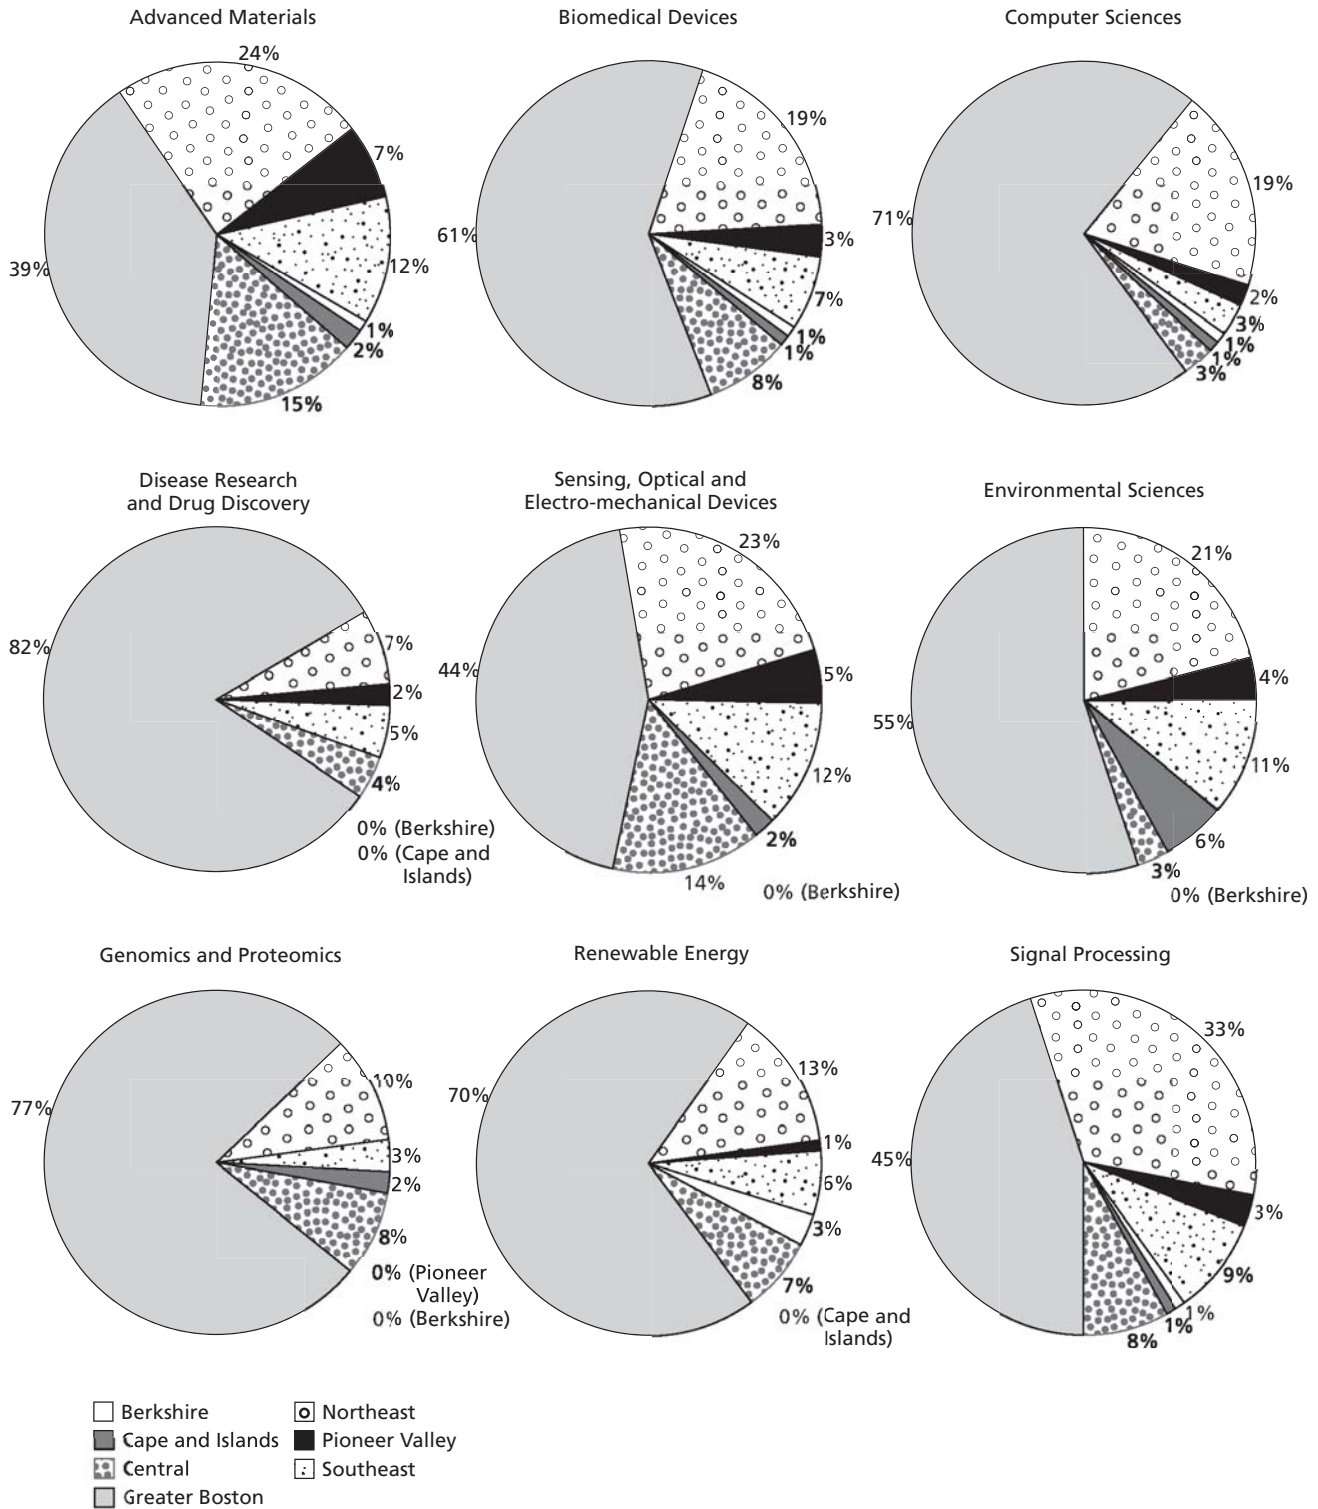 Advanced Materials
24%
7%
12%
1%
2%
15%
39%
Biomedical Devices
19%
3%
7%
1%
1%
8%
61%
Computer Sciences
19%
2%
3%
1%
1%
3%
71%
Disease Research
and Drug Discovery
7%
2%
5%
4%
82%
0% (Berkshire)
0% (Cape and
Islands)
Sensing, Optical and
Electro-mechanical Devices
23%
5%
12%
2%
14%
44%
0% (Berkshire)
Environmental Sciences
21%
4%
11%
6%
3%
55%
0% (Berkshire)
Genomics and Proteomics
10%
3%
2%
8%
77%
0% (Pioneer
Valley)
0% (Berkshire)
Renewable Energy
13%
1%
6%
3%
7%
70%
0% (Cape and
Islands)
Signal Processing
33%
3%
9%
1%
1%
8%
45%
Berkshire
Cape and Islands
Central
Greater Boston
Northeast
Pioneer Valley
Southeast